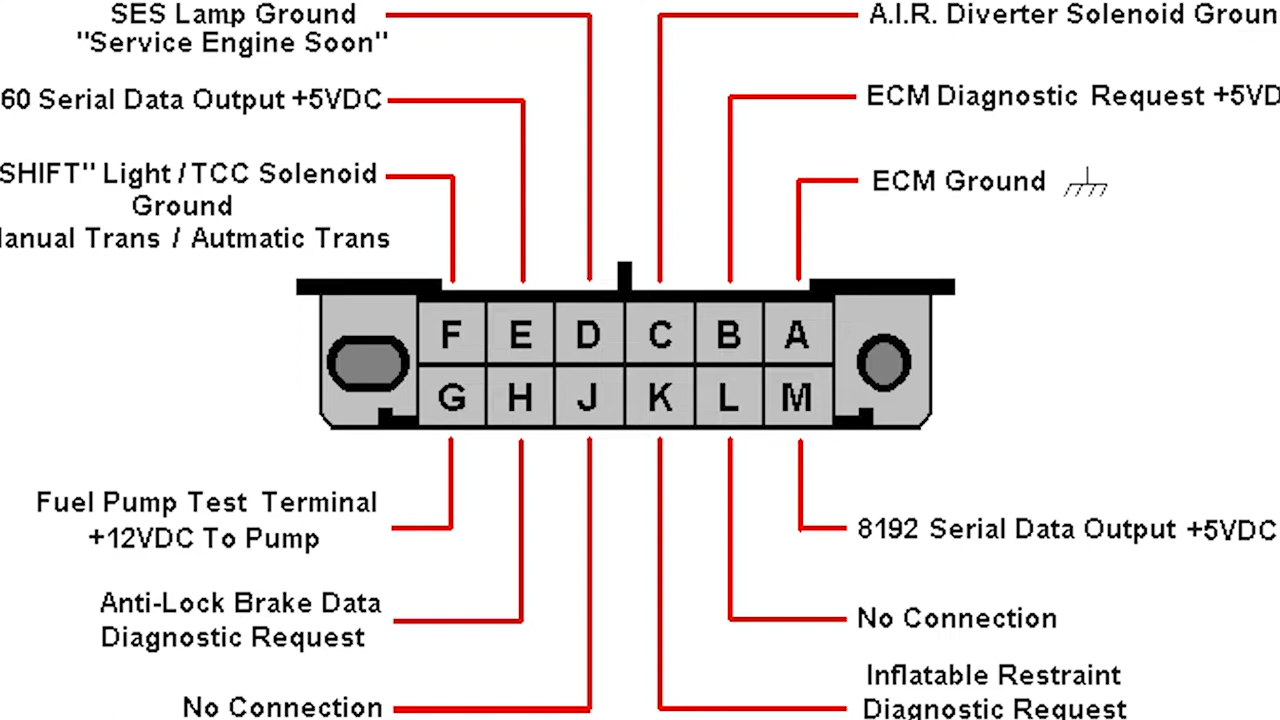 SES Lamp Ground
"Service Engine Soon"
60 Serial Data Output +5VDC
SHIFT" Light / TCC Solenoid
Ground
anual Trans / Autmatic Trans
A.I.R. Diverter Solenoid Groun
ECM Diagnostic Request +5VD
ECM Ground
F E D C B A
G H J K L M
Fuel Pump Test Terminal
+12VDC To Pump
Anti-Lock Brake Data
Diagnostic Request
No Connection
8192 Serial Data Output +5VDC
No Connection
Inflatable Restraint
Diagnostic Request